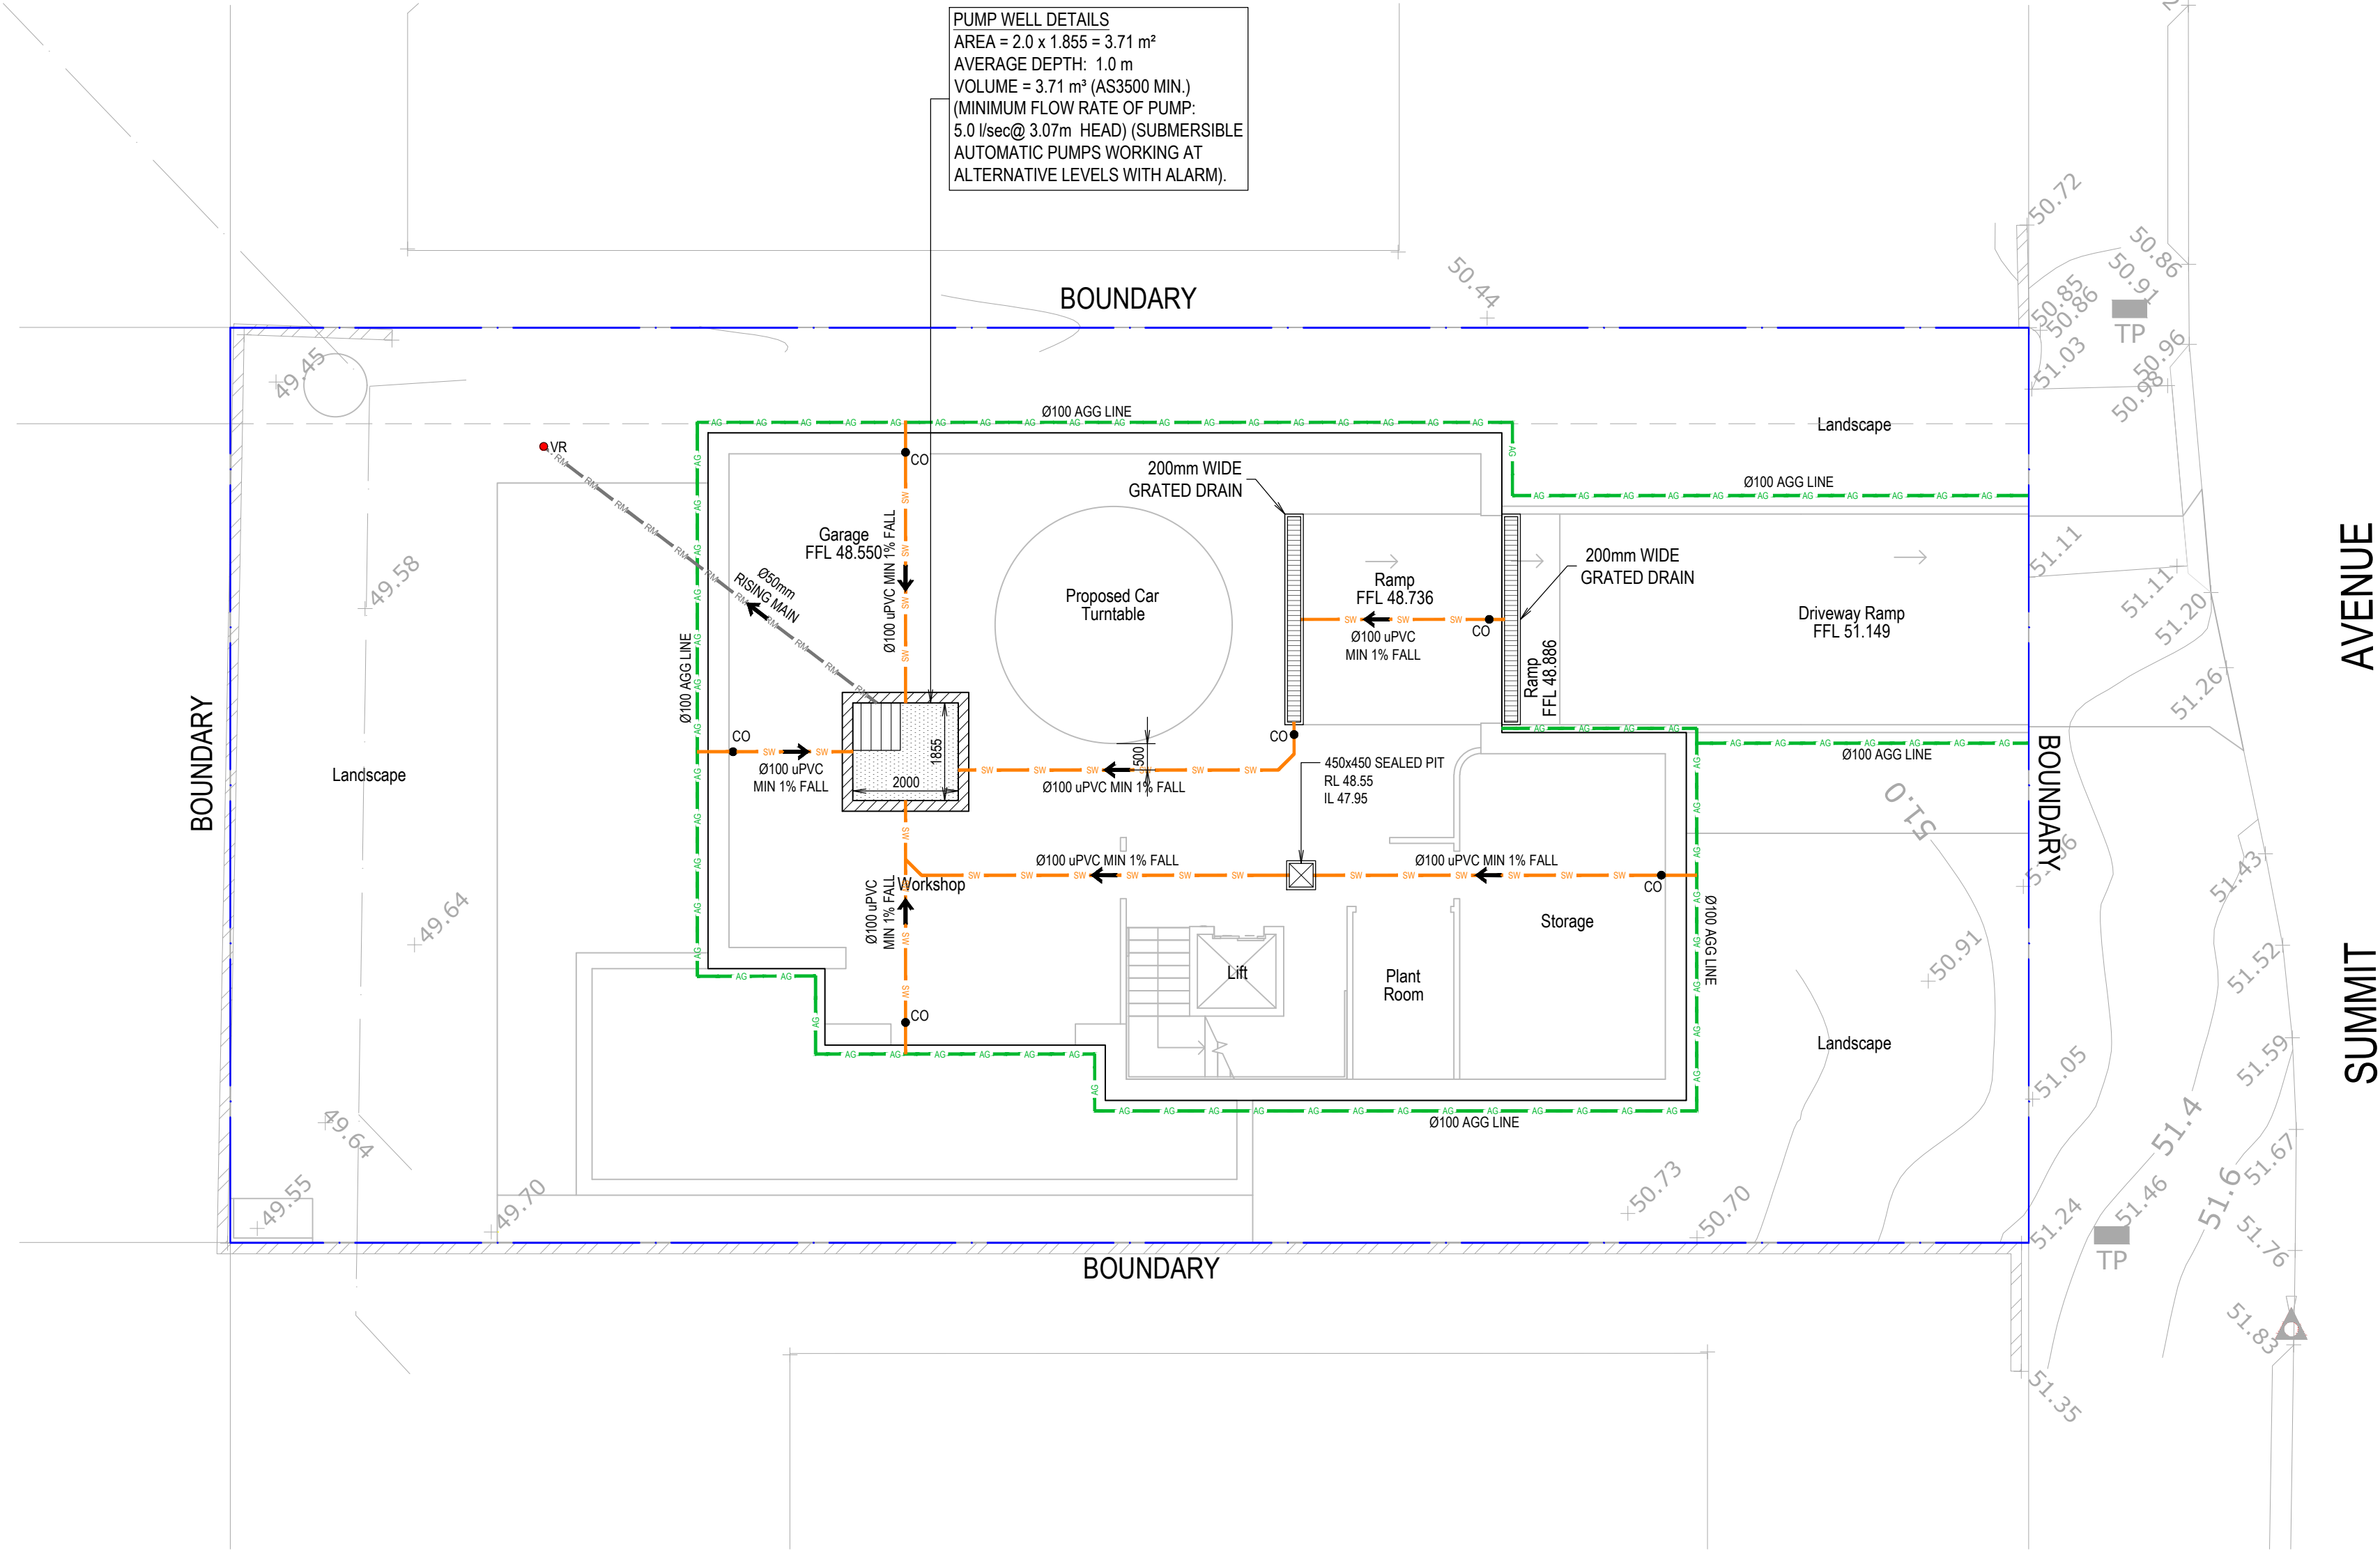 PUMP WELL DETAILS
AREA = 2.0 x 1.855 = 3.71 m²
AVERAGE DEPTH: 1.0 m
VOLUME = 3.71 m³ (AS3500 MIN.)
(MINIMUM FLOW RATE OF PUMP:
5.0 l/sec@ 3.07m HEAD) (SUBMERSIBLE
AUTOMATIC PUMPS WORKING AT
ALTERNATIVE LEVELS WITH ALARM).
50.72
50.86
50.91
50.85
50.86
TP
51.03
50.96
50.98
50.44
BOUNDARY
49.45
Ø100 AGG LINE
Landscape
VR
CO
200mm WIDE
GRATED DRAIN
Ø100 AGG LINE
Garage
FFL 48.550
Ø100 uPVC MIN 1% FALL
Ø50mm
RISING MAIN
Proposed Car
Turntable
Ramp
FFL 48.736
CO
Ø100 uPVC
MIN 1% FALL
200mm WIDE
GRATED DRAIN
Ramp
FFL 48.886
Driveway Ramp
FFL 51.149
51.11
51.11
51.20
51.26
AVENUE
49.58
Ø100 AGG LINE
BOUNDARY
Landscape
CO
Ø100 uPVC
MIN 1% FALL
1855
2000
500
CO
Ø100 uPVC MIN 1% FALL
450x450 SEALED PIT
RL 48.55
IL 47.95
Ø100 AGG LINE
BOUNDARY
51.0
51.43
Ø100 uPVC MIN 1% FALL
Ø100 uPVC MIN 1% FALL
CO
Workshop
Ø100 uPVC
MIN 1% FALL
Storage
Ø100 AGG LINE
49.64
50.91
51.52
Lift
Plant
Room
CO
Landscape
SUMMIT
51.59
51.05
Ø100 AGG LINE
49.64
51.4
51.67
49.55
49.70
50.73
50.70
51.24
51.46
51.6
51.76
TP
BOUNDARY
51.83
51.35
AG
SW
RM